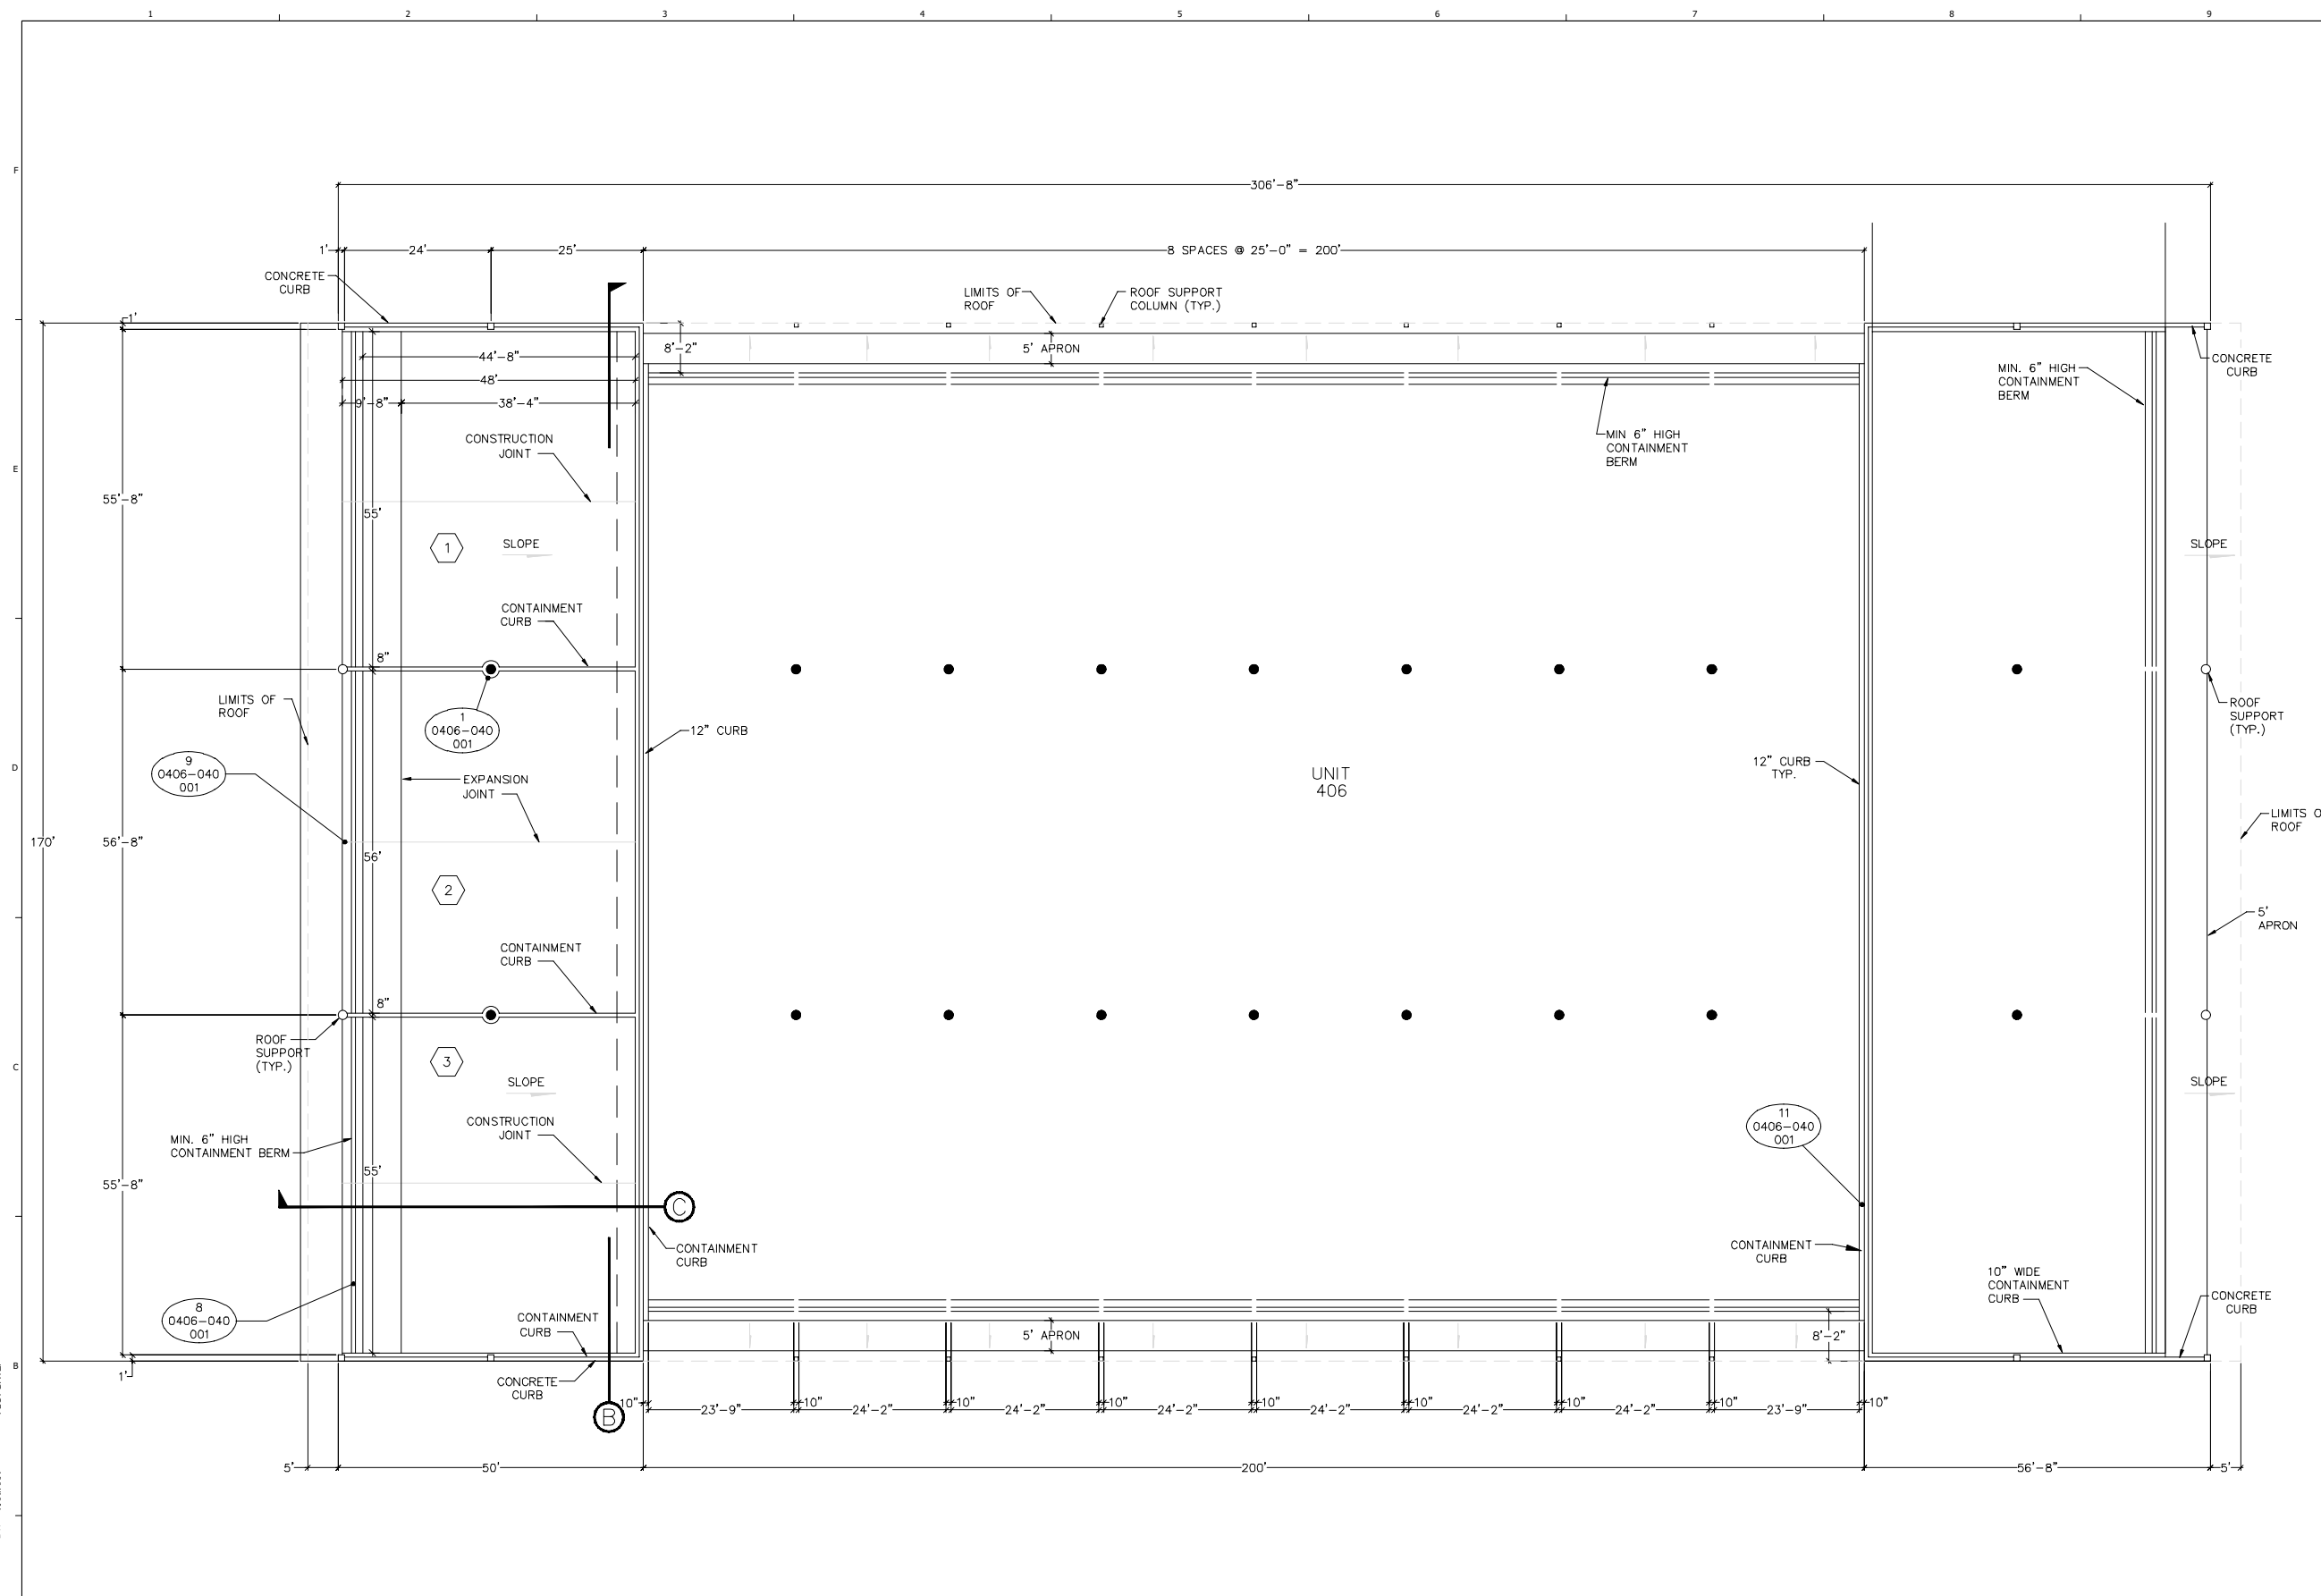 1
2
3
4
5
6
7
8
9
F
306'-8"
1'
24'
25'
8 SPACES @ 25'-0" = 200'
CONCRETE
CURB
LIMITS OF
ROOF
ROOF SUPPORT
COLUMN (TYP.)
1'
44'-8"
8'-2"
5' APRON
CONCRETE
CURB
48'
MIN. 6" HIGH
CONTAINMENT
BERM
9'-8"
38'-4"
CONSTRUCTION
JOINT
MIN 6" HIGH
CONTAINMENT
BERM
E
55'-8"
55'
1
SLOPE
SLOPE
CONTAINMENT
CURB
8"
LIMITS OF
ROOF
1
0406-040
001
12" CURB
ROOF
SUPPORT
(TYP.)
D
9
0406-040
001
EXPANSION
JOINT
UNIT
406
12" CURB
TYP.
LIMITS O
ROOF
170'
56'-8"
56'
2
5'
APRON
CONTAINMENT
CURB
8"
ROOF
SUPPORT
(TYP.)
3
C
SLOPE
SLOPE
CONSTRUCTION
JOINT
11
0406-040
001
MIN. 6" HIGH
CONTAINMENT BERM
55'
55'-8"
C
CONTAINMENT
CURB
CONTAINMENT
CURB
10" WIDE
CONTAINMENT
CURB
CONCRETE
CURB
8
0406-040
001
CONTAINMENT
CURB
5' APRON
8'-2"
B
1'
CONCRETE
CURB
B
10"
10"
10"
10"
10"
10"
10"
10"
10"
23'-9"
24'-2"
24'-2"
24'-2"
24'-2"
24'-2"
24'-2"
23'-9"
5'
50'
200'
56'-8"
5'